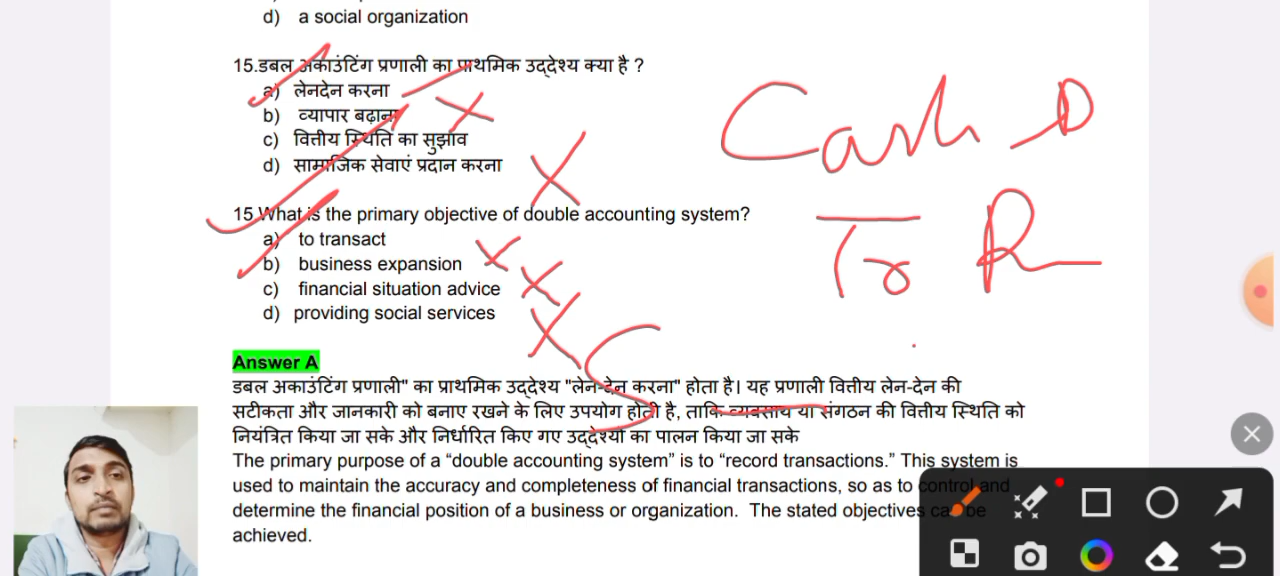 d) a social organization
15.डबल अकाउंटिंग प्रणाली का प्राथमिक उद्देश्य क्या है ?
a) लेनदेन करना
b) व्यापार बढ़ाना
c) वित्तीय स्थिति का सुझाव
d) सामाजिक सेवाएं प्रदान करना
Cash D
To R
15 What is the primary objective of double accounting system?
a) to transact
b) business expansion
c) financial situation advice
d) providing social services
Answer A
डबल अकाउंटिंग प्रणाली" का प्राथमिक उद्देश्य "लेन-देन करना" होता है। यह प्रणाली वित्तीय लेन-देन की
सटीकता और जानकारी को बनाए रखने के लिए उपयोग होती है, ताकि व्यवसाय या संगठन की वित्तीय स्थिति को
नियंत्रित किया जा सके और निर्धारित किए गए उद्देश्यों का पालन किया जा सके
The primary purpose of a “double accounting system” is to “record transactions.” This system is
used to maintain the accuracy and completeness of financial transactions, so as to control and
determine the financial position of a business or organization. The stated objectives can be
achieved.